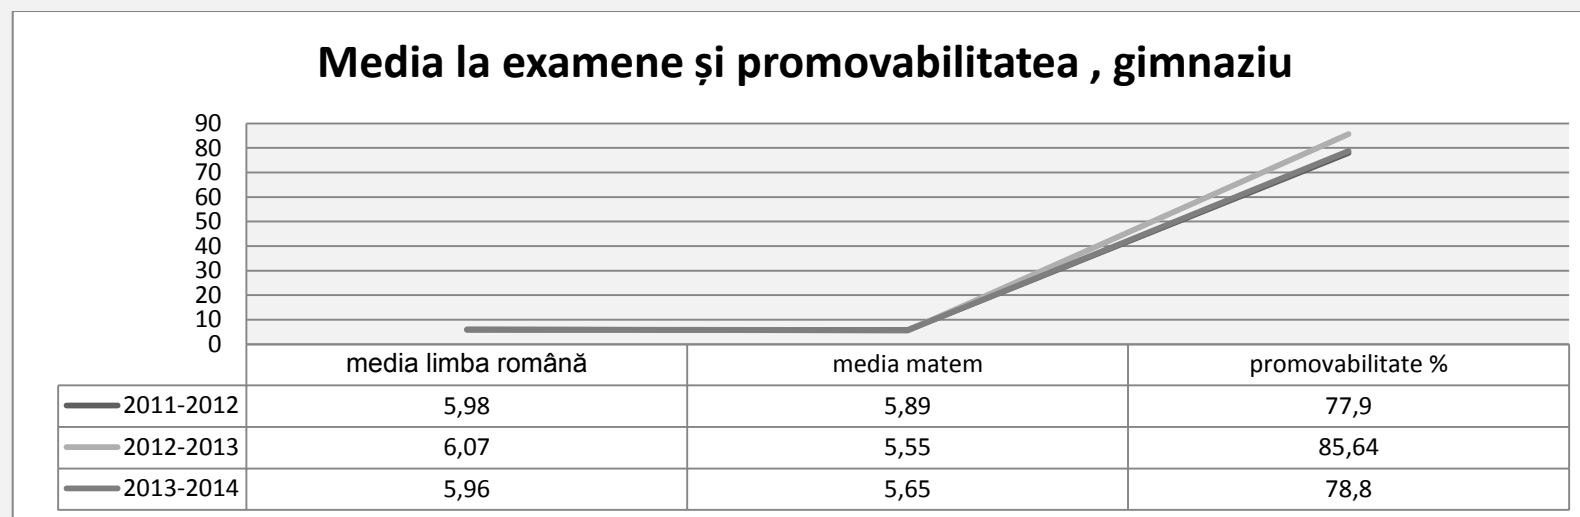 Media la examene și promovabilitatea , gimnaziu
90
80
70
60
50
40
30
20
10
0
media limba română media matem promovabilitate %
2011-2012 5,98 5,89 77,9
2012-2013 6,07 5,55 85,64
2013-2014 5,96 5,65 78,8